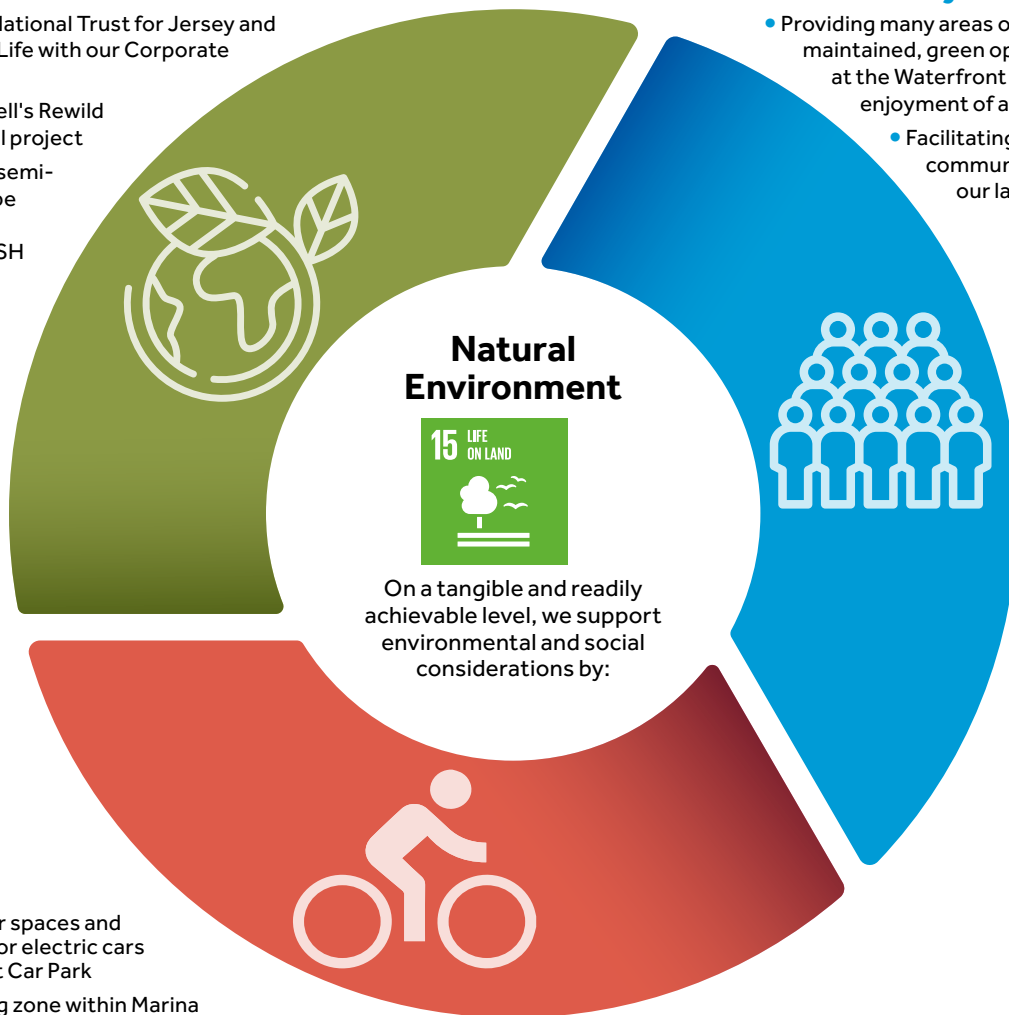 National Trust for Jersey and
Life with our Corporate
ell's Rewild
l project
semi-
be
SH
• Providing many areas o
maintained, green op
at the Waterfront
enjoyment of a
• Facilitating
commun
our la
Natural
Environment
15 LIFE
ON LAND
On a tangible and readily
achievable level, we support
environmental and social
considerations by:
r spaces and
or electric cars
t Car Park
g zone within Marina